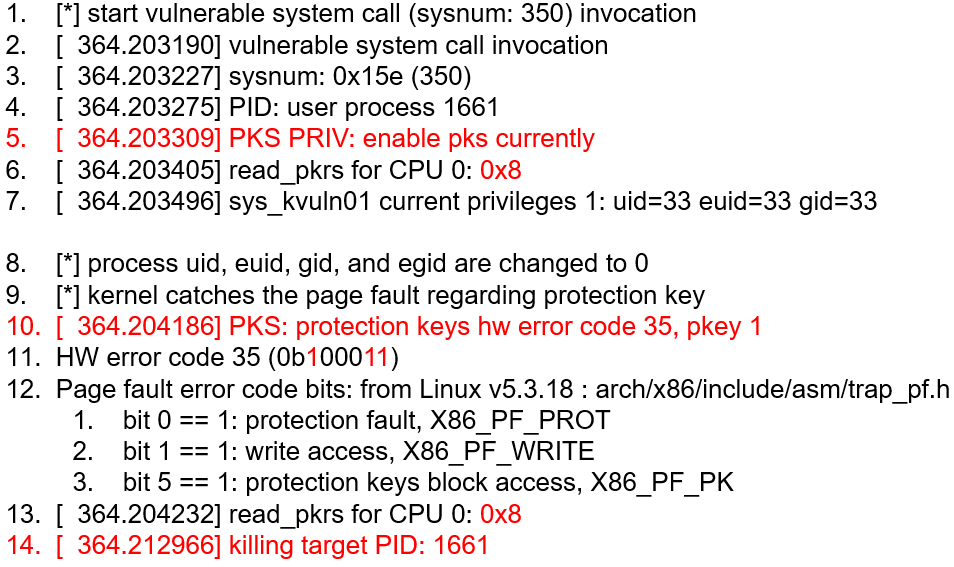 1. [*] start vulnerable system call (sysnum: 350) invocation
2. [ 364.203190] vulnerable system call invocation
3. [ 364.203227] sysnum: 0x15e (350)
4. [ 364.203275] PID: user process 1661
5. [ 364.203309] PKS PRIV: enable pks currently
6. [ 364.203405] read_pkrs for CPU 0: 0x8
7. [ 364.203496] sys_kvuln01 current privileges 1: uid=33 euid=33 gid=33
8. [*] process uid, euid, gid, and egid are changed to 0
9. [*] kernel catches the page fault regarding protection key
10. [ 364.204186] PKS: protection keys hw error code 35, pkey 1
11. HW error code 35 (0b100011)
12. Page fault error code bits: from Linux v5.3.18 : arch/x86/include/asm/trap_pf.h
1. bit 0 == 1: protection fault, X86_PF_PROT
2. bit 1 == 1: write access, X86_PF_WRITE
3. bit 5 == 1: protection keys block access, X86_PF_PK
13. [ 364.204232] read_pkrs for CPU 0: 0x8
14. [ 364.212966] killing target PID: 1661